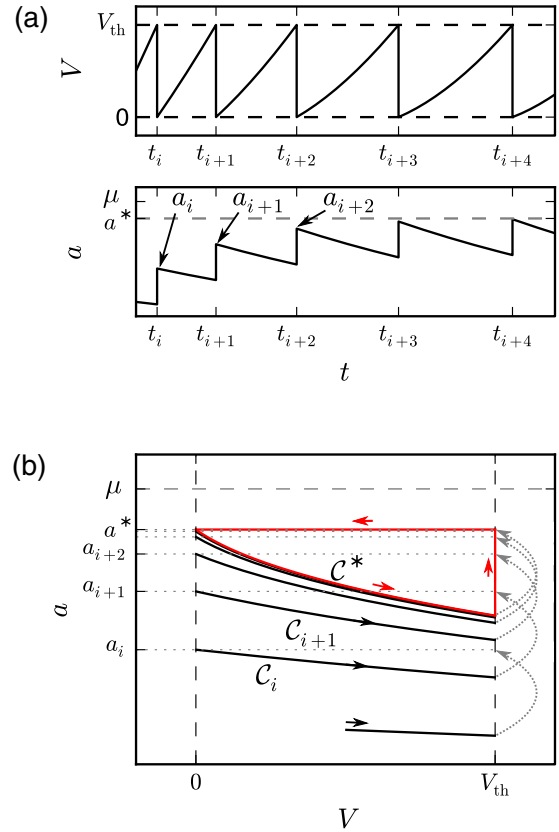 (a)
V_th
V
0
t_i t_{i+1} t_{i+2} t_{i+3} t_{i+4}
μ
a_i a_{i+1} a_{i+2}
a*
a
t_i t_{i+1} t_{i+2} t_{i+3} t_{i+4}
t
(b)
μ
a*
C*
a_{i+2}
a_{i+1}
a
C_{i+1}
a_i
C_i
0 V_th
V